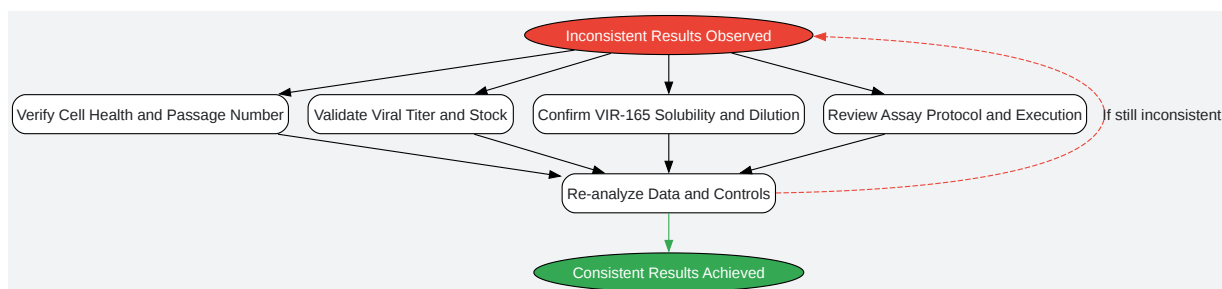 Inconsistent Results Observed
Verify Cell Health and Passage Number
Validate Viral Titer and Stock
Confirm VIR-165 Solubility and Dilution
Review Assay Protocol and Execution
If still inconsistent
Re-analyze Data and Controls
Consistent Results Achieved